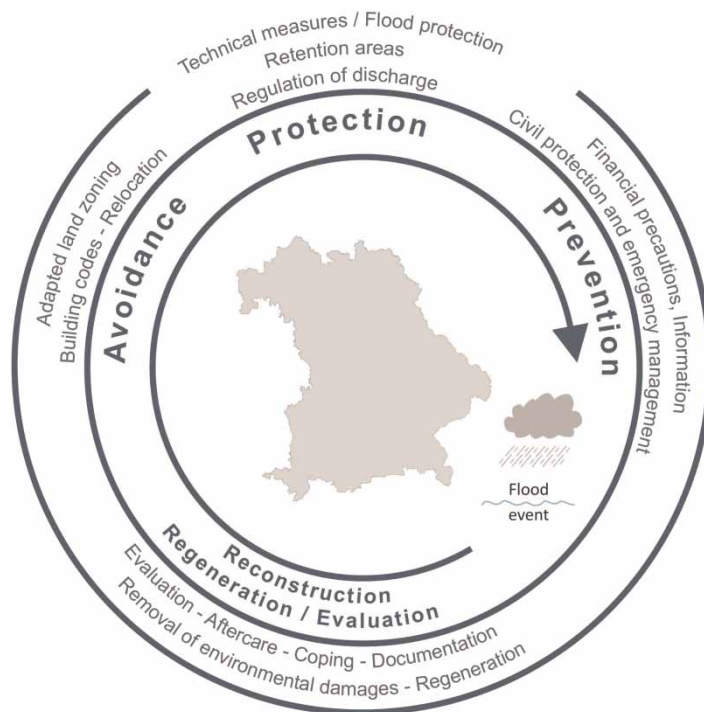 Technical measures / Flood protection
Retention areas
Regulation of discharge
Protection
Financial precautions, Information
Civil protection and emergency management
Prevention
Adapted land zoning
Building codes - Relocation
Avoidance
Flood
event
Reconstruction
Regeneration / Evaluation
Evaluation - Aftercare - Coping - Documentation
Removal of environmental damages - Regeneration